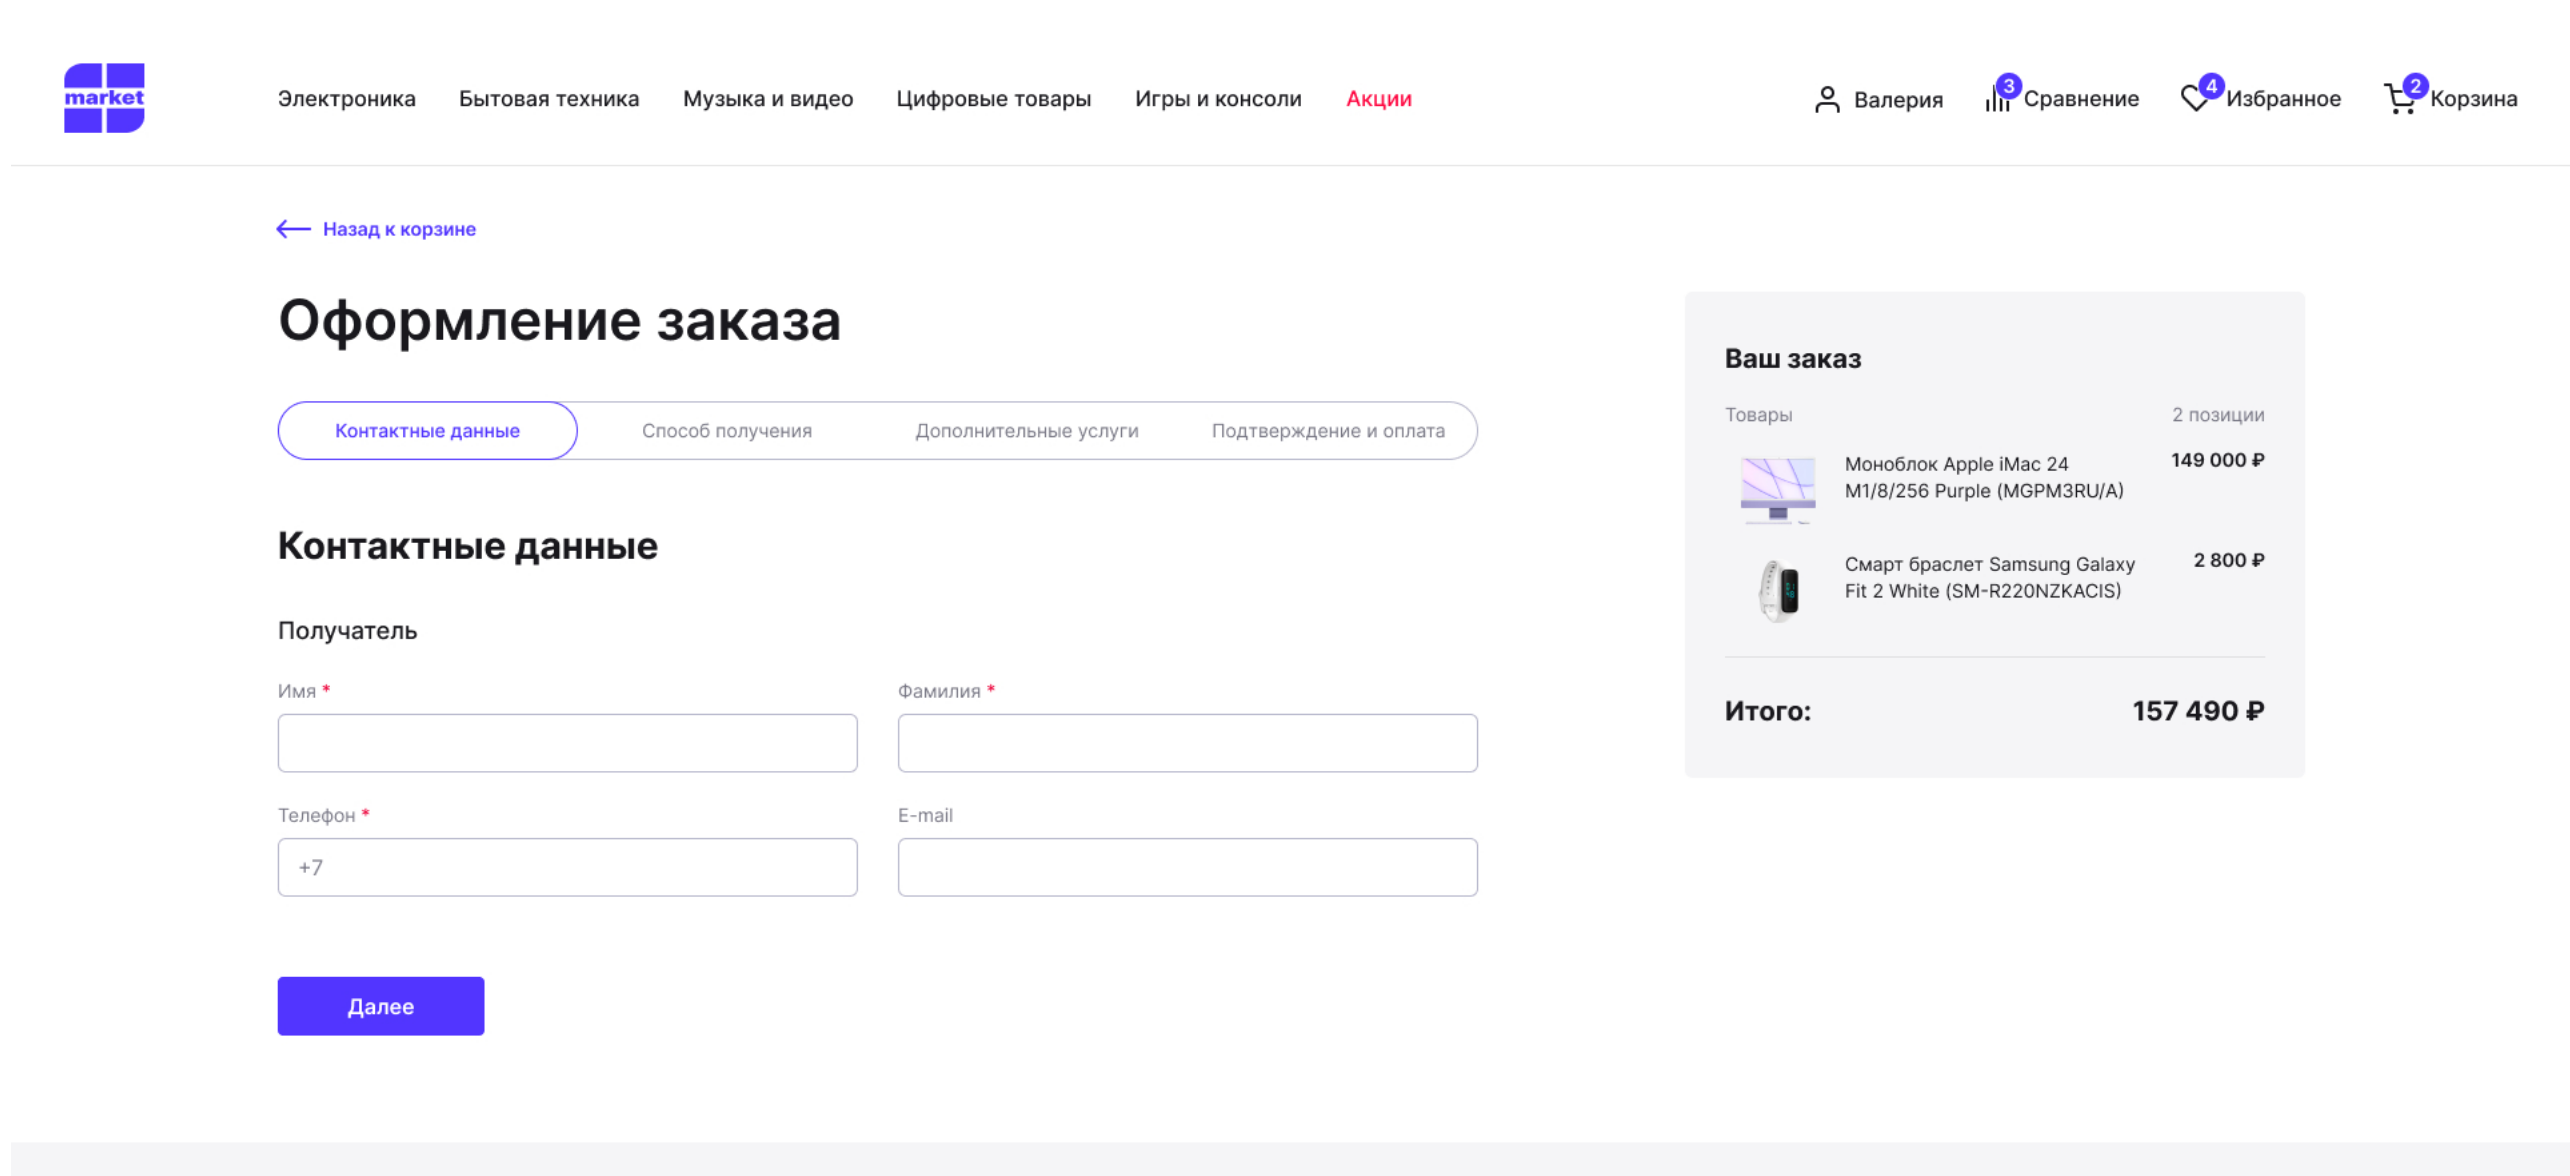 market
Электроника Бытовая техника Музыка и видео Цифровые товары Игры и консоли Акции
Валерия 3 Сравнение 4 Избранное 2 Корзина
Назад к корзине
Оформление заказа
Контактные данные Способ получения Дополнительные услуги Подтверждение и оплата
Контактные данные
Получатель
Имя *
Фамилия *
Телефон *
E-mail
+7
Далее
Ваш заказ
Товары 2 позиции
Моноблок Apple iMac 24 149 000 ₽
M1/8/256 Purple (MGPM3RU/A)
Смарт браслет Samsung Galaxy 2 800 ₽
Fit 2 White (SM-R220NZKACIS)
Итого: 157 490 ₽